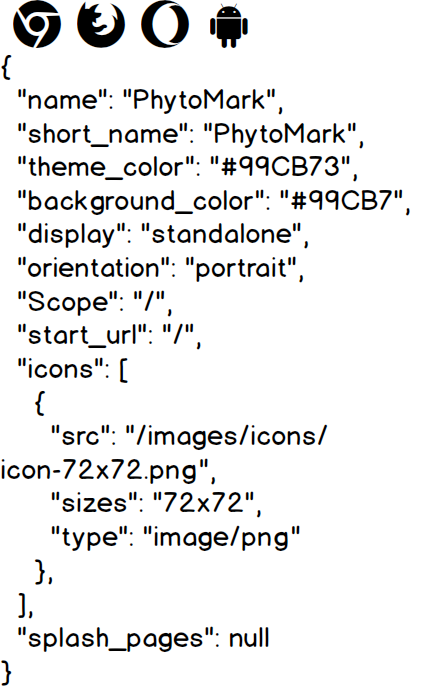 {
"name": "PhytoMark",
"short_name": "PhytoMark",
"theme_color": "#99CB73",
"background_color": "#99CB7",
"display": "standalone",
"orientation": "portrait",
"Scope": "/",
"start_url": "/",
"icons": [
{
"src": "/images/icons/
icon-72x72.png",
"sizes": "72x72",
"type": "image/png"
},
],
"splash_pages": null
}